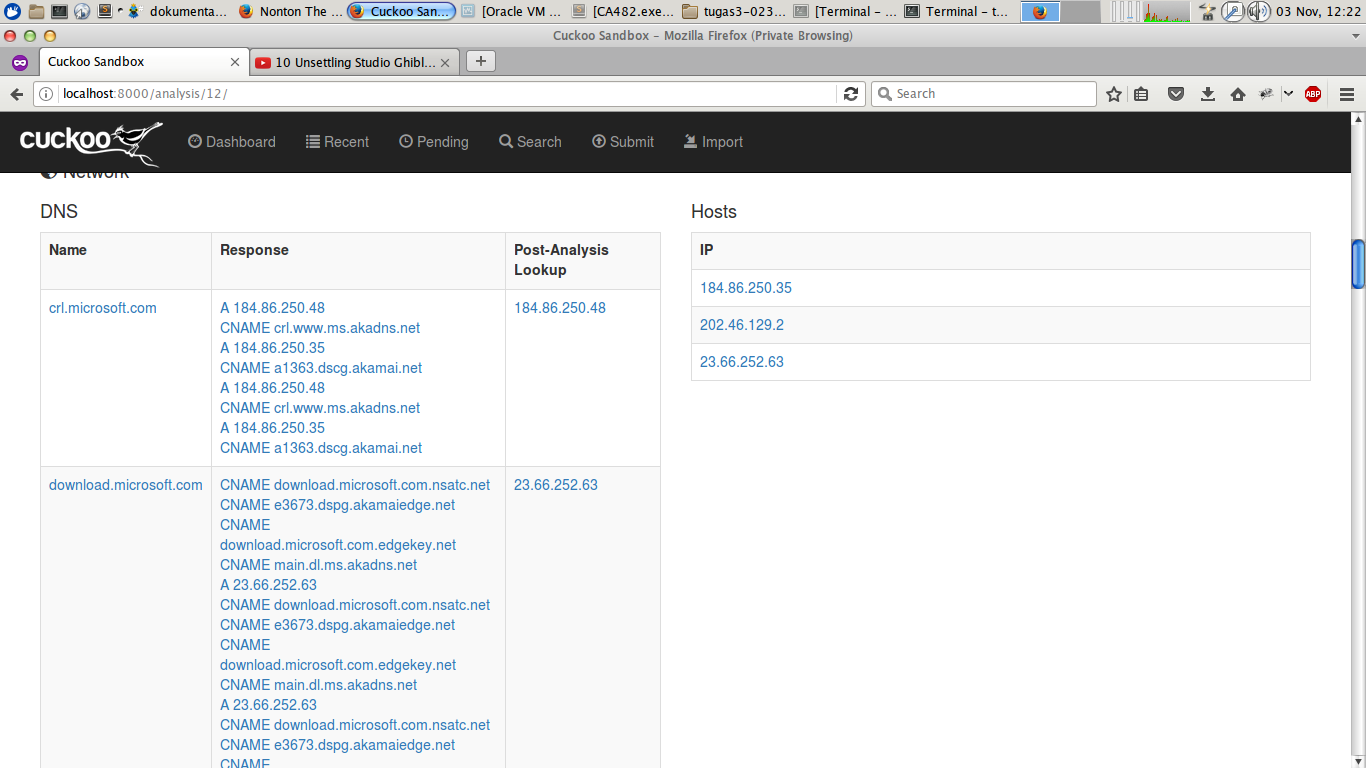 dokumenta...
Nonton The ...
Cuckoo San...
[Oracle VM ...
[CA482.exe...
tugas3-023...
[Terminal - ...
Terminal - t...
03 Nov, 12:22
Cuckoo Sandbox - Mozilla Firefox (Private Browsing)
Cuckoo Sandbox
10 Unsettling Studio Ghibl...
localhost:8000/analysis/12/
Search
ABP
cuckoo
Dashboard
Recent
Pending
Search
Submit
Import
Network
DNS
Name
Response
Post-Analysis
Lookup
crl.microsoft.com
A 184.86.250.48
CNAME crl.www.ms.akadns.net
A 184.86.250.35
CNAME a1363.dscg.akamai.net
A 184.86.250.48
CNAME crl.www.ms.akadns.net
A 184.86.250.35
CNAME a1363.dscg.akamai.net
184.86.250.48
download.microsoft.com
CNAME download.microsoft.com.nsatc.net
CNAME e3673.dspg.akamaiedge.net
CNAME
download.microsoft.com.edgekey.net
CNAME main.dl.ms.akadns.net
A 23.66.252.63
CNAME download.microsoft.com.nsatc.net
CNAME e3673.dspg.akamaiedge.net
CNAME
download.microsoft.com.edgekey.net
CNAME main.dl.ms.akadns.net
A 23.66.252.63
CNAME download.microsoft.com.nsatc.net
CNAME e3673.dspg.akamaiedge.net
CNAME
23.66.252.63
Hosts
IP
184.86.250.35
202.46.129.2
23.66.252.63